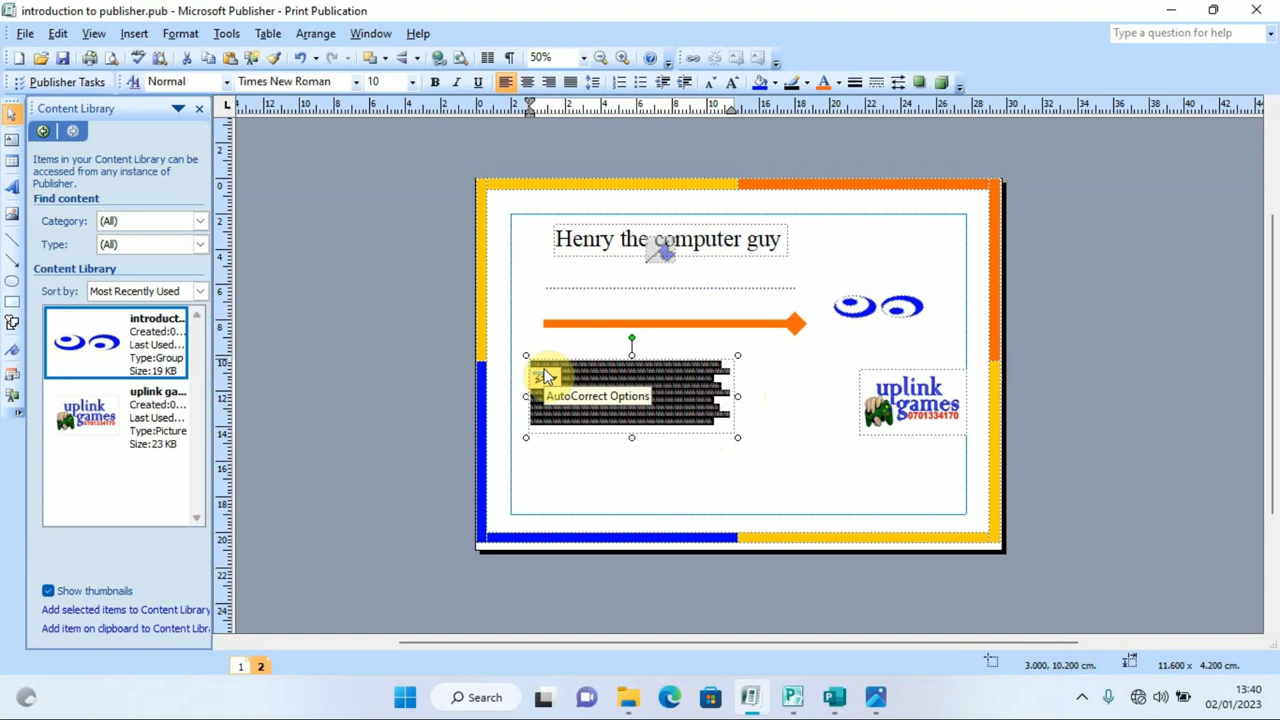 introduction to publisher.pub - Microsoft Publisher - Print Publication
File Edit View Insert Format Tools Table Arrange Window Help
Type a question for help
50%
Publisher Tasks Normal Times New Roman 10
Content Library
Items in your Content Library can be
accessed from any instance of
Publisher.
Find content
Category: (All)
Type: (All)
Content Library
Sort by: Most Recently Used
introduct...
Created:0...
Last Used...
Type:Group
Size:19 KB
uplink ga...
Created:0...
Last Used...
Type:Picture
Size:23 KB
Show thumbnails
Add selected items to Content Library
Add item on clipboard to Content Libr
Henry the computer guy
AutoCorrect Options
uplink
games
0701334170
1 2
3.000, 10.200 cm. 11.600 x 4.200 cm.
Search
13:40
02/01/2023